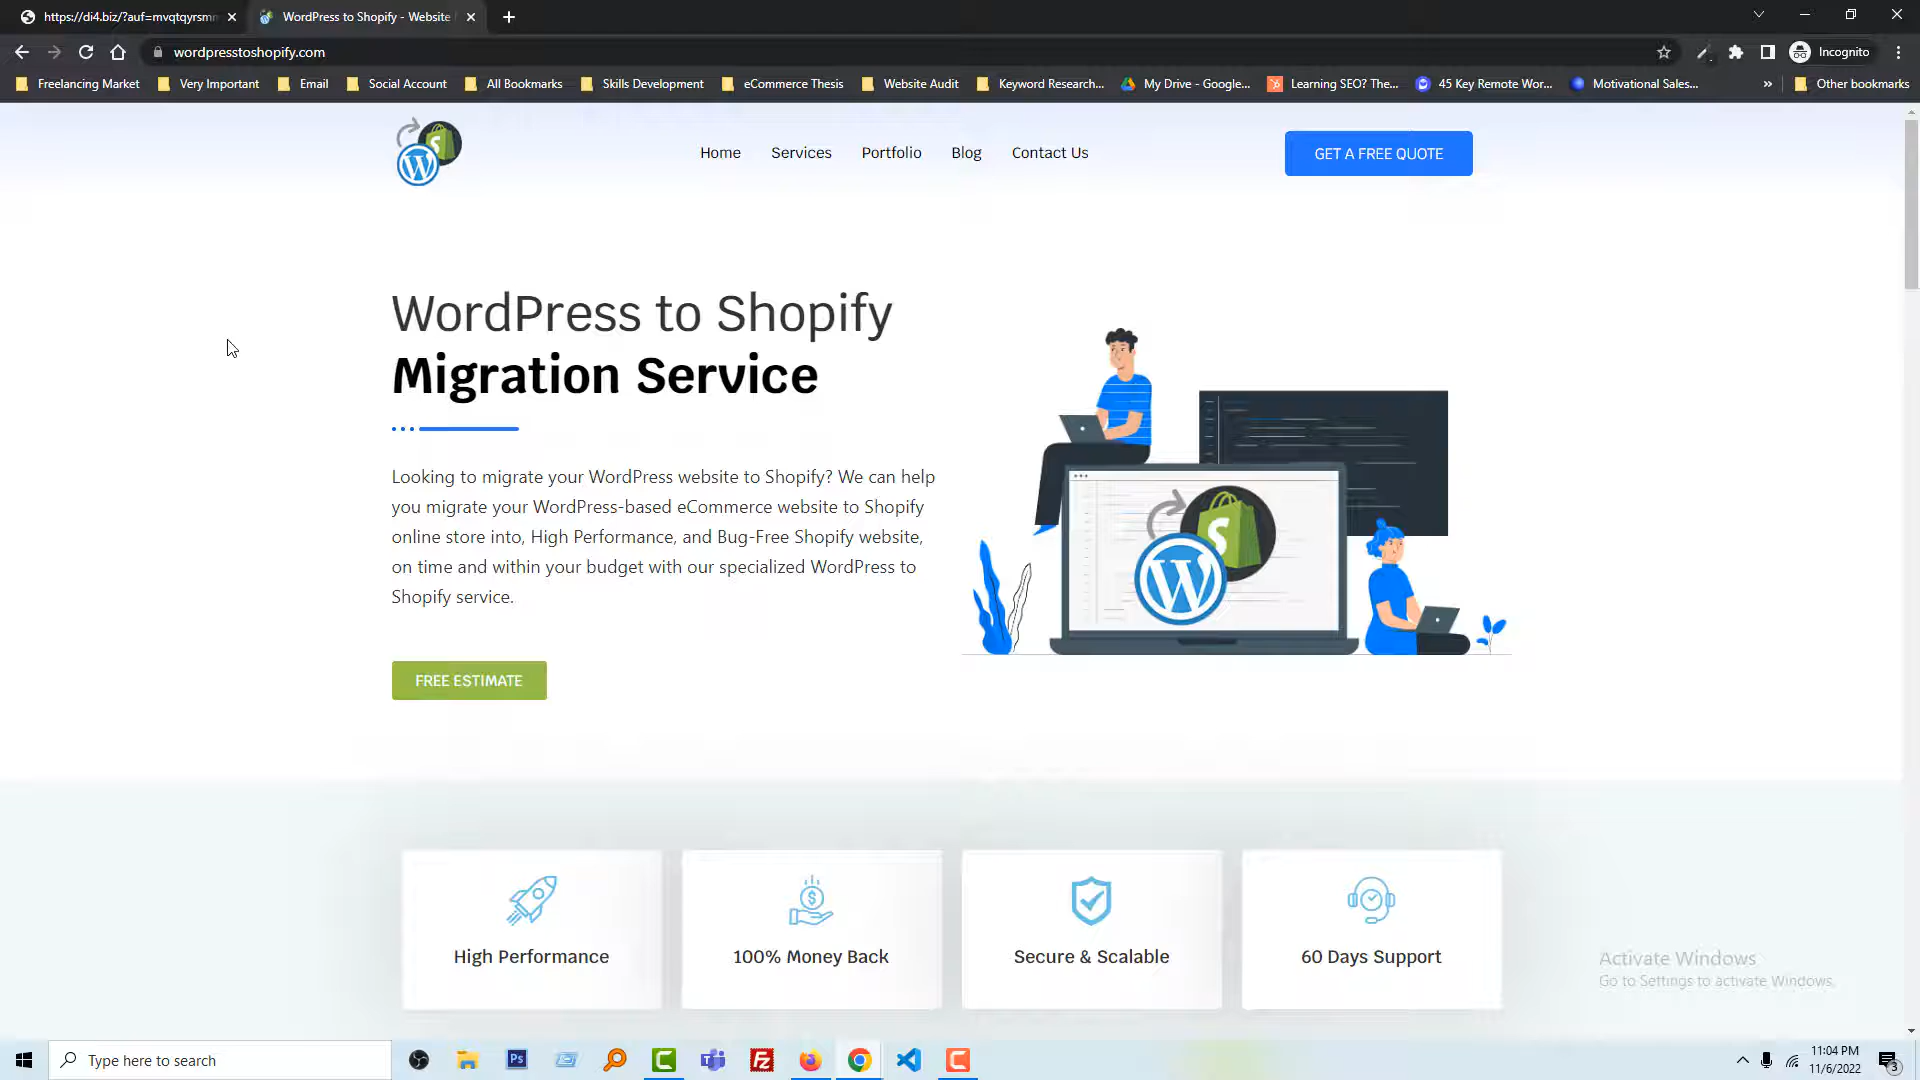 https://di4.biz/?auf=mvqtqyrsm
WordPress to Shopify - Website
wordpresstoshopify.com
Incognito
Freelancing Market
Very Important
Email
Social Account
All Bookmarks
Skills Development
eCommerce Thesis
Website Audit
Keyword Research...
My Drive - Google...
Learning SEO? The...
45 Key Remote Wor...
Motivational Sales...
»
Other bookmarks
Home
Services
Portfolio
Blog
Contact Us
GET A FREE QUOTE
WordPress to Shopify
Migration Service
Looking to migrate your WordPress website to Shopify? We can help
you migrate your WordPress-based eCommerce website to Shopify
online store into, High Performance, and Bug-Free Shopify website,
on time and within your budget with our specialized WordPress to
Shopify service.
FREE ESTIMATE
High Performance
100% Money Back
Secure & Scalable
60 Days Support
Activate Windows
Go to Settings to activate Windows.
Type here to search
Ps
11:04 PM
11/6/2022
3